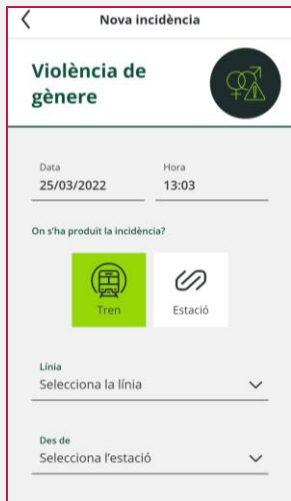 Nova incidència
Violència de
gènere
Data
Hora
25/03/2022
13:03
On s'ha produït la incidència?
Tren
Estació
Línia
Selecciona la línia
Des de
Selecciona l'estació